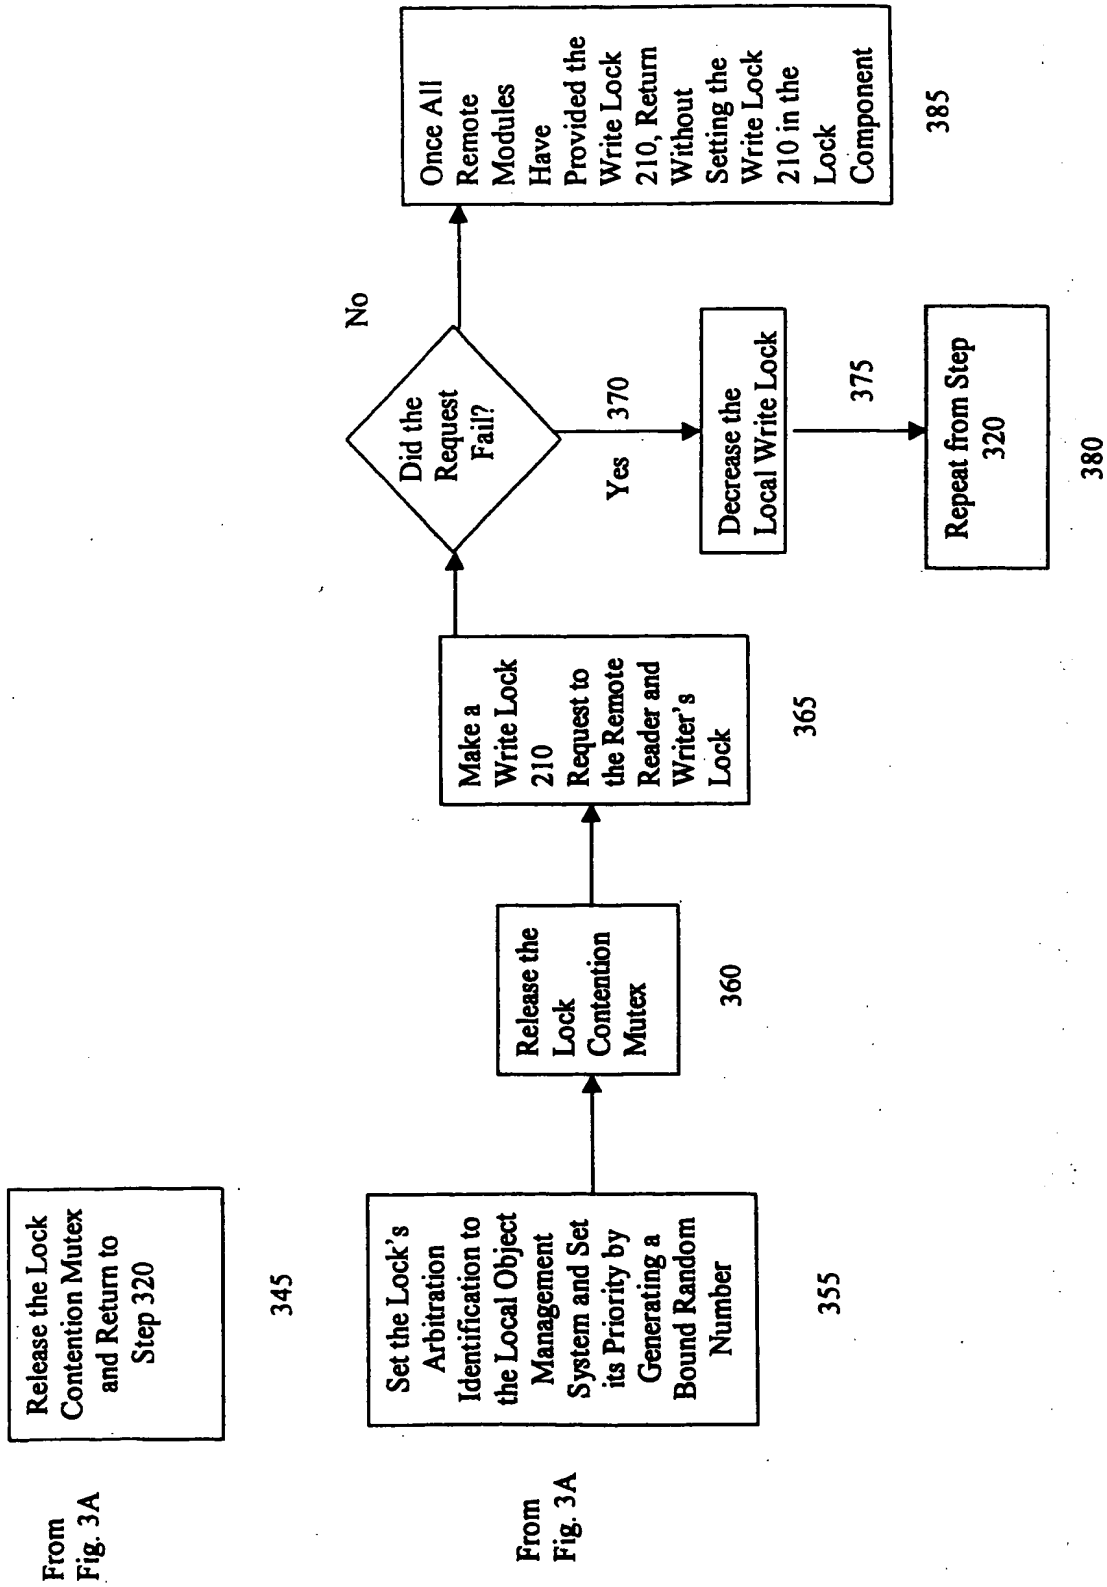 From
Fig. 3A
Release the Lock
Contention Mutex
and Return to
Step 320
345
From
Fig. 3A
Set the Lock's
Arbitration
Identification to
the Local Object
Management
System and Set
its Priority by
Generating a
Bound Random
Number
355
Release the
Lock
Contention
Mutex
360
Make a
Write Lock
210
Request to
the Remote
Reader and
Writer's
Lock
365
Did the
Request
Fail?
No
Yes 370
Decrease the
Local Write Lock
375
Repeat from Step
320
380
Once All
Remote
Modules
Have
Provided the
Write Lock
210, Return
Without
Setting the
Write Lock
210 in the
Lock
Component
385